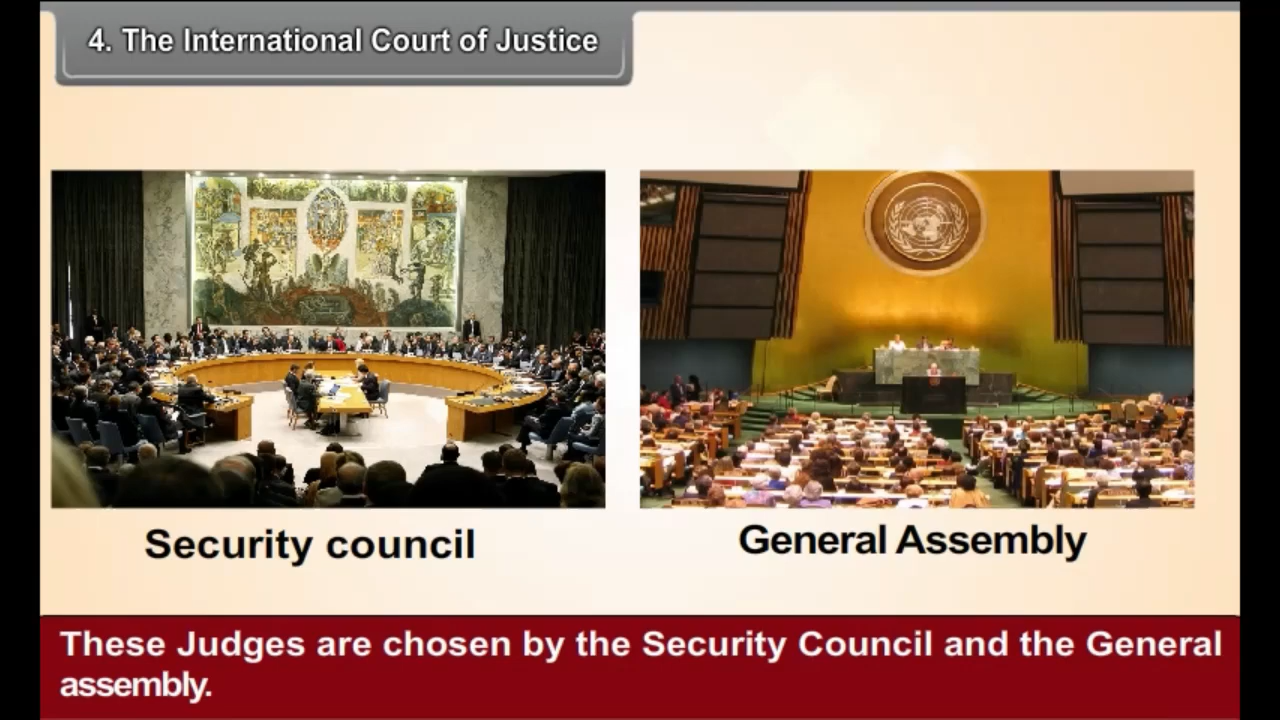 4. The International Court of Justice
Security council
General Assembly
These Judges are chosen by the Security Council and the General
assembly.